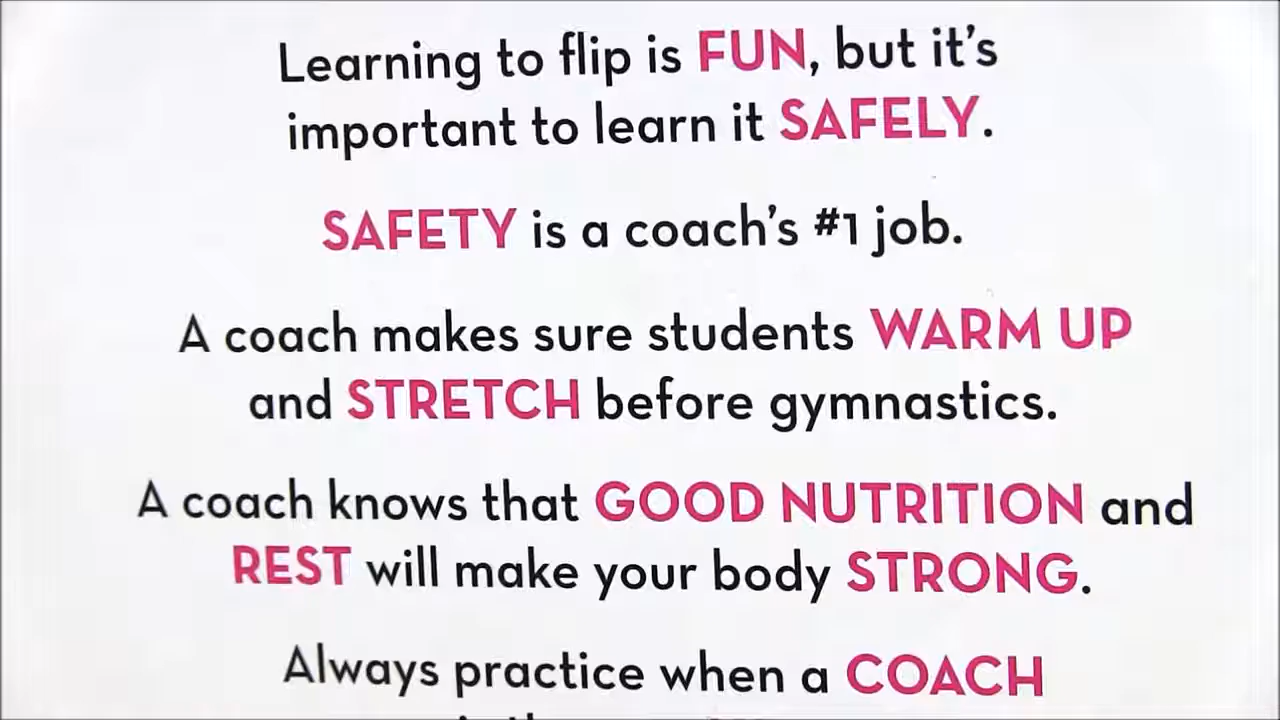 Learning to flip is FUN, but it's
important to learn it SAFELY.
SAFETY is a coach's #1 job.
A coach makes sure students WARM UP
and STRETCH before gymnastics.
A coach knows that GOOD NUTRITION and
REST will make your body STRONG.
Always practice when a COACH